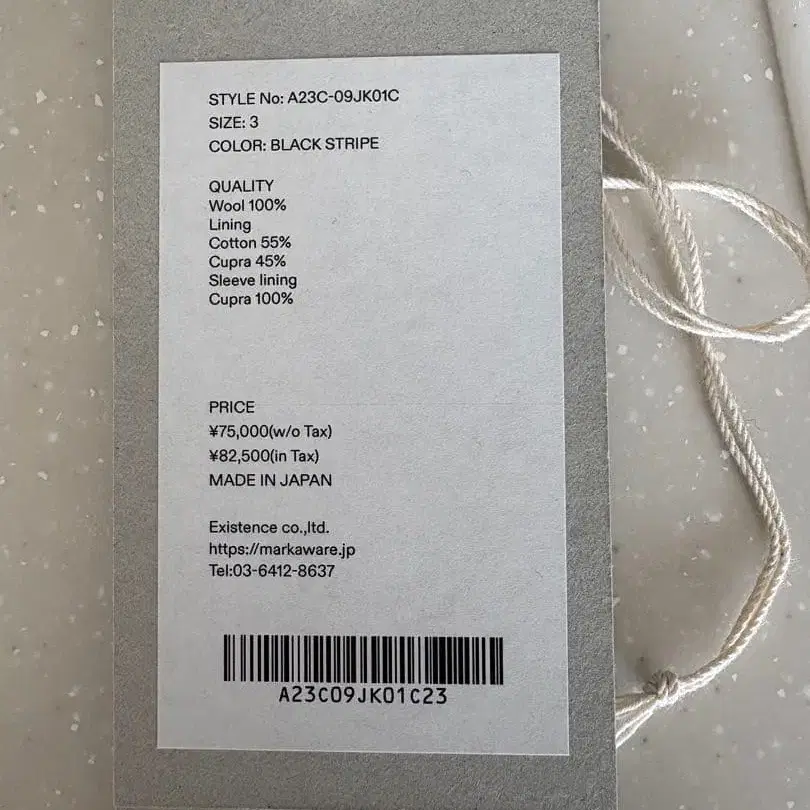 STYLE No: A23C-09JK01C
SIZE: 3
COLOR: BLACK STRIPE
QUALITY
Wool 100%
Lining
Cotton 55%
Cupra 45%
Sleeve lining
Cupra 100%
PRICE
¥75,000(w/o Tax)
¥82,500(in Tax)
MADE IN JAPAN
Existence co.,ltd.
https://markaware.jp
Tel:03-6412-8637
A23C09JK01C23